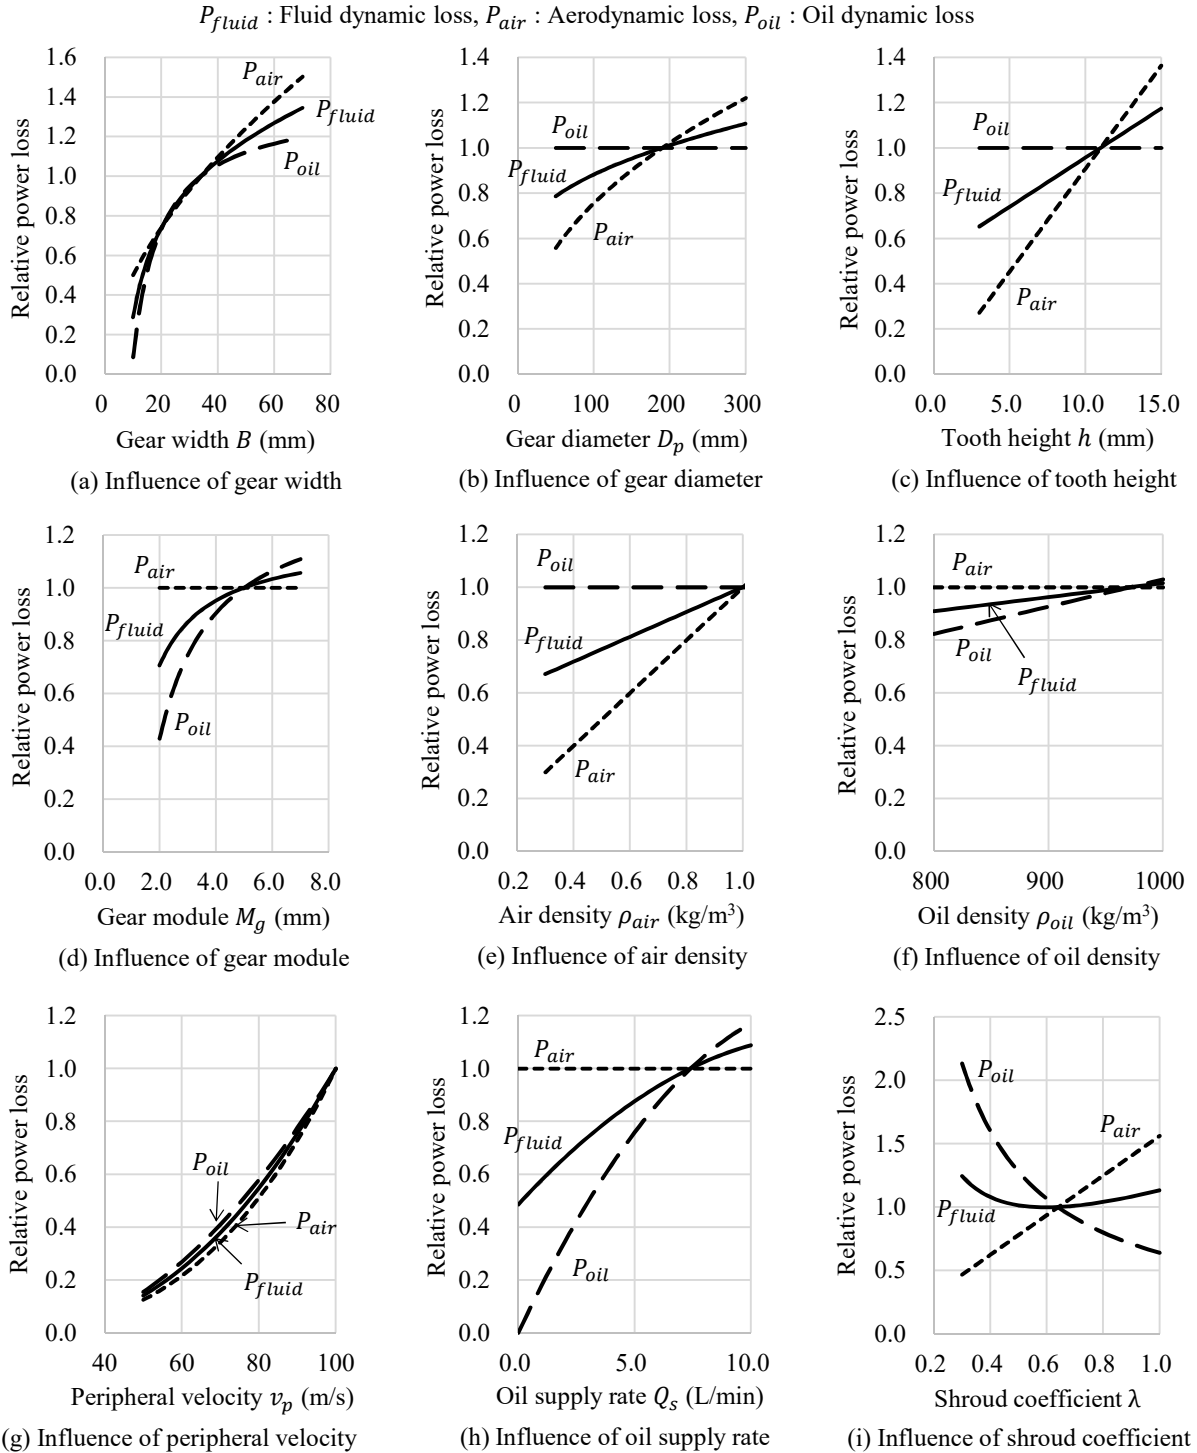 P_fluid : Fluid dynamic loss, P_air : Aerodynamic loss, P_oil : Oil dynamic loss
Relative power loss
1.6
1.4
1.2
1.0
0.8
0.6
0.4
0.2
0.0
P_air
P_fluid
P_oil
0 20 40 60 80
Gear width B (mm)
(a) Influence of gear width
Relative power loss
1.4
1.2
1.0
0.8
0.6
0.4
0.2
0.0
P_oil
P_fluid
P_air
0 100 200 300
Gear diameter D_p (mm)
(b) Influence of gear diameter
Relative power loss
1.4
1.2
1.0
0.8
0.6
0.4
0.2
0.0
P_oil
P_fluid
P_air
0.0 5.0 10.0 15.0
Tooth height h (mm)
(c) Influence of tooth height
Relative power loss
1.2
1.0
0.8
0.6
0.4
0.2
0.0
P_air
P_fluid
P_oil
0.0 2.0 4.0 6.0 8.0
Gear module M_g (mm)
(d) Influence of gear module
Relative power loss
1.2
1.0
0.8
0.6
0.4
0.2
0.0
P_oil
P_fluid
P_air
0.2 0.4 0.6 0.8 1.0
Air density ρ_air (kg/m³)
(e) Influence of air density
Relative power loss
1.2
1.0
0.8
0.6
0.4
0.2
0.0
P_air
P_oil
P_fluid
800 900 1000
Oil density ρ_oil (kg/m³)
(f) Influence of oil density
Relative power loss
1.2
1.0
0.8
0.6
0.4
0.2
0.0
P_oil
P_air
P_fluid
40 60 80 100
Peripheral velocity v_p (m/s)
(g) Influence of peripheral velocity
Relative power loss
1.2
1.0
0.8
0.6
0.4
0.2
0.0
P_air
P_fluid
P_oil
0.0 5.0 10.0
Oil supply rate Q_s (L/min)
(h) Influence of oil supply rate
Relative power loss
2.5
2.0
1.5
1.0
0.5
0.0
P_oil
P_air
P_fluid
0.2 0.4 0.6 0.8 1.0
Shroud coefficient λ
(i) Influence of shroud coefficient